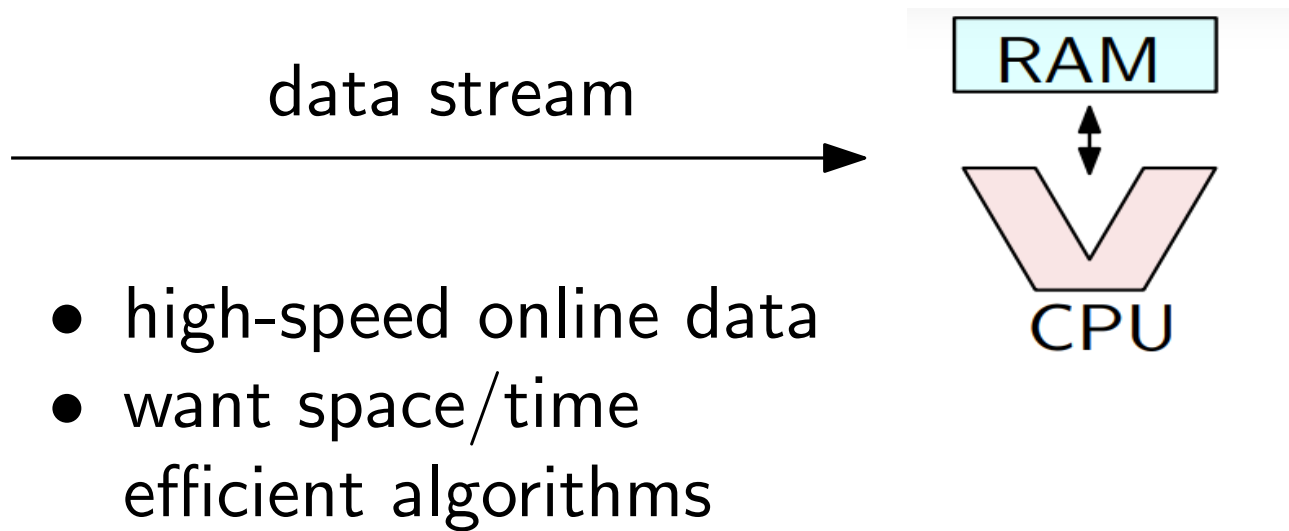 data stream
RAM
CPU
• high-speed online data
• want space/time
efficient algorithms